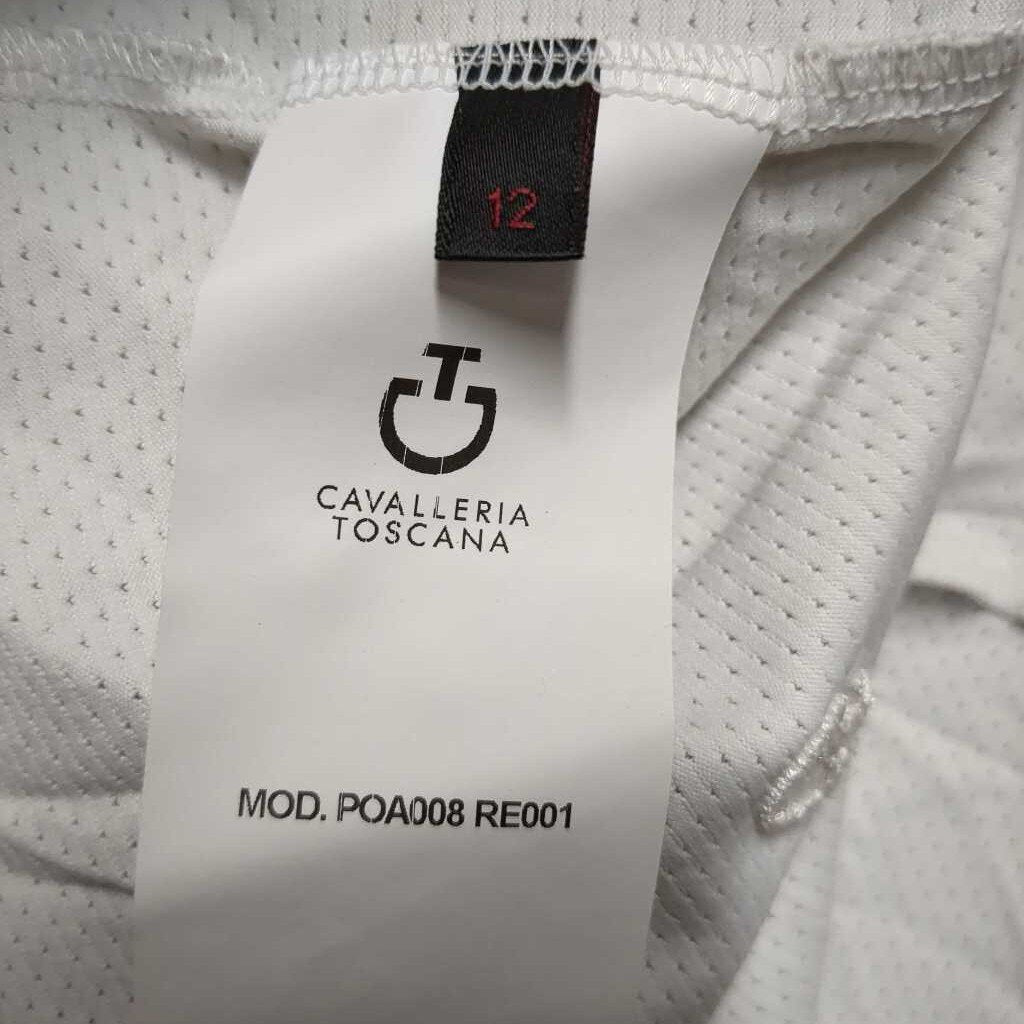 12
CAVALLERIA
TOSCANA
MOD. POA008 RE001